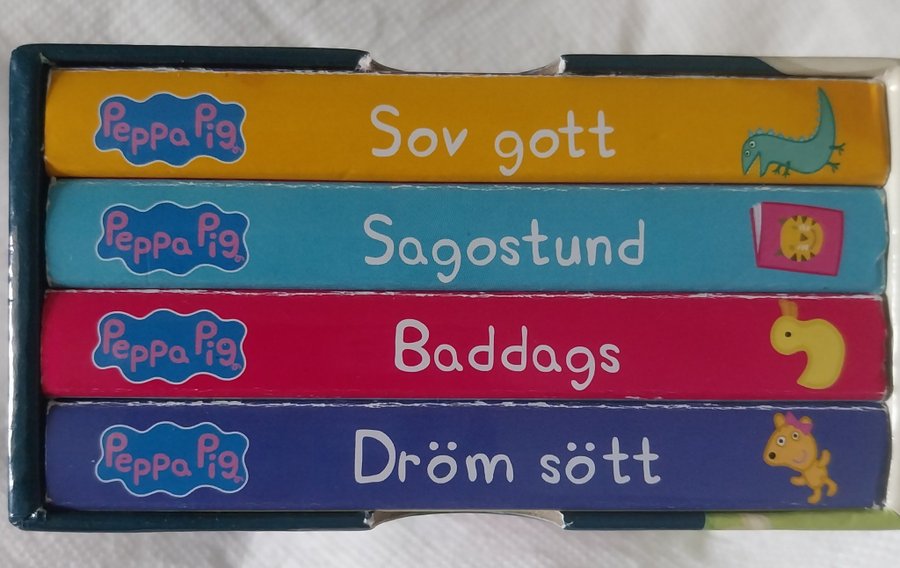 Peppa Pig Sov gott
Peppa Pig Sagostund
Peppa Pig Baddags
Peppa Pig Dröm sött